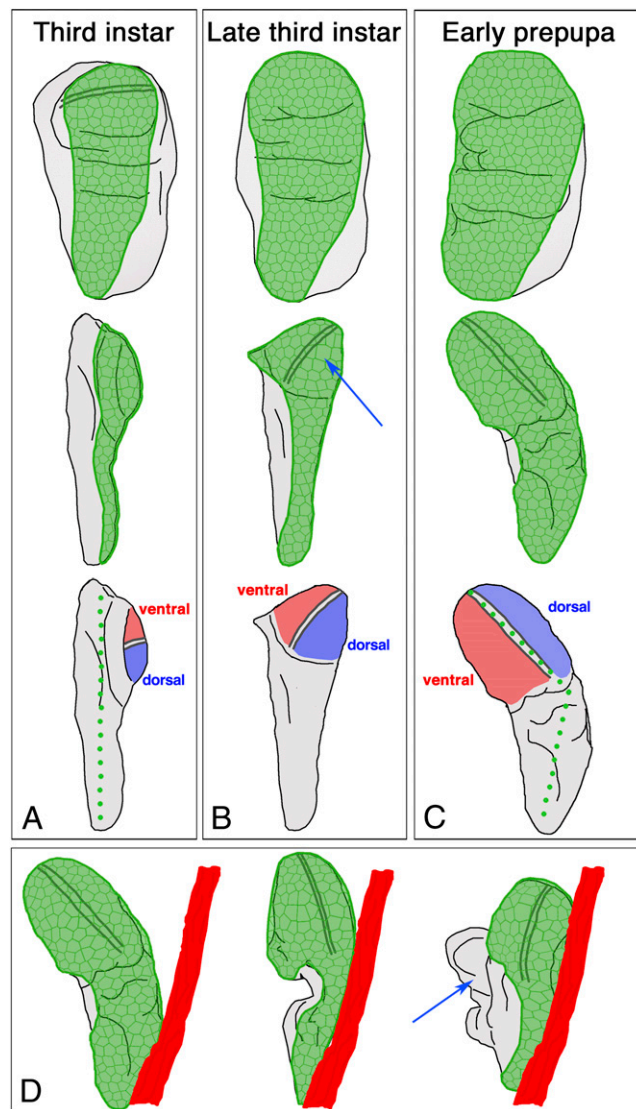 Third instar
Late third instar
Early prepupa
ventral
dorsal
A
B
ventral
dorsal
dorsal
ventral
C
D